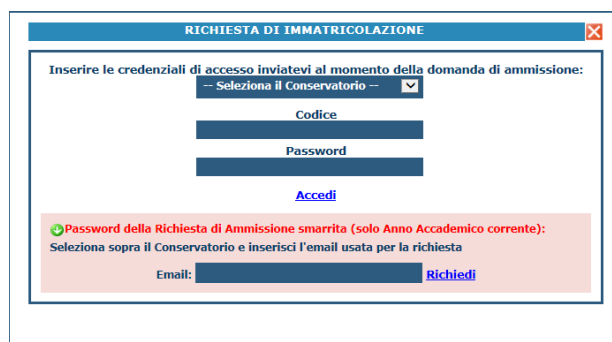 RICHIESTA DI IMMATRICOLAZIONE
Inserire le credenziali di accesso inviatevi al momento della domanda di ammissione:
-- Seleziona il Conservatorio --
Codice
Password
Accedi
Password della Richiesta di Ammissione smarrita (solo Anno Accademico corrente):
Seleziona sopra il Conservatorio e inserisci l'email usata per la richiesta
Email: Richiedi